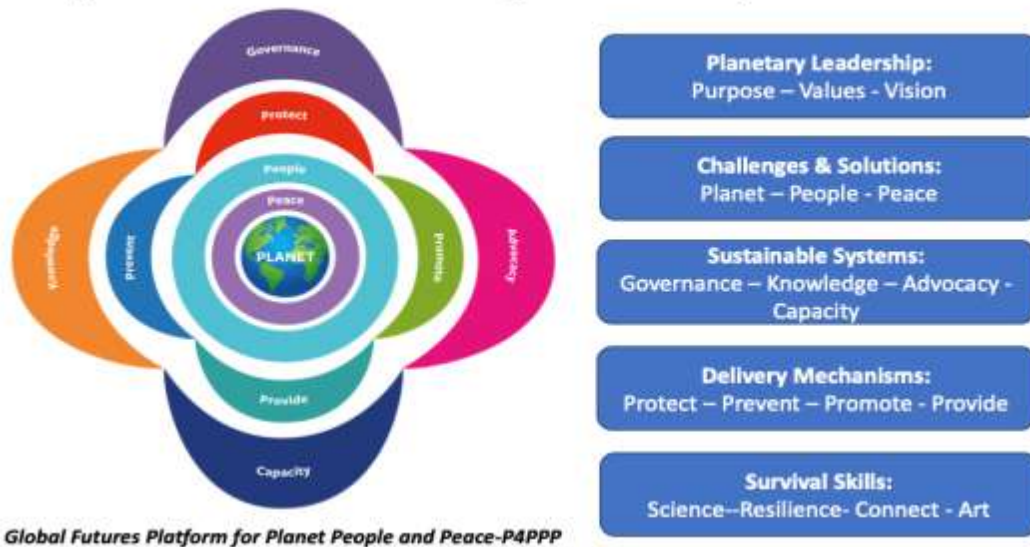 Governance
Protect
People
Peace
PLANET
Knowledge
Prevent
Promote
Advocacy
Provide
Capacity
Global Futures Platform for Planet People and Peace-P4PPP
Planetary Leadership:
Purpose – Values - Vision
Challenges & Solutions:
Planet – People - Peace
Sustainable Systems:
Governance – Knowledge – Advocacy -
Capacity
Delivery Mechanisms:
Protect – Prevent – Promote - Provide
Survival Skills:
Science--Resilience- Connect - Art